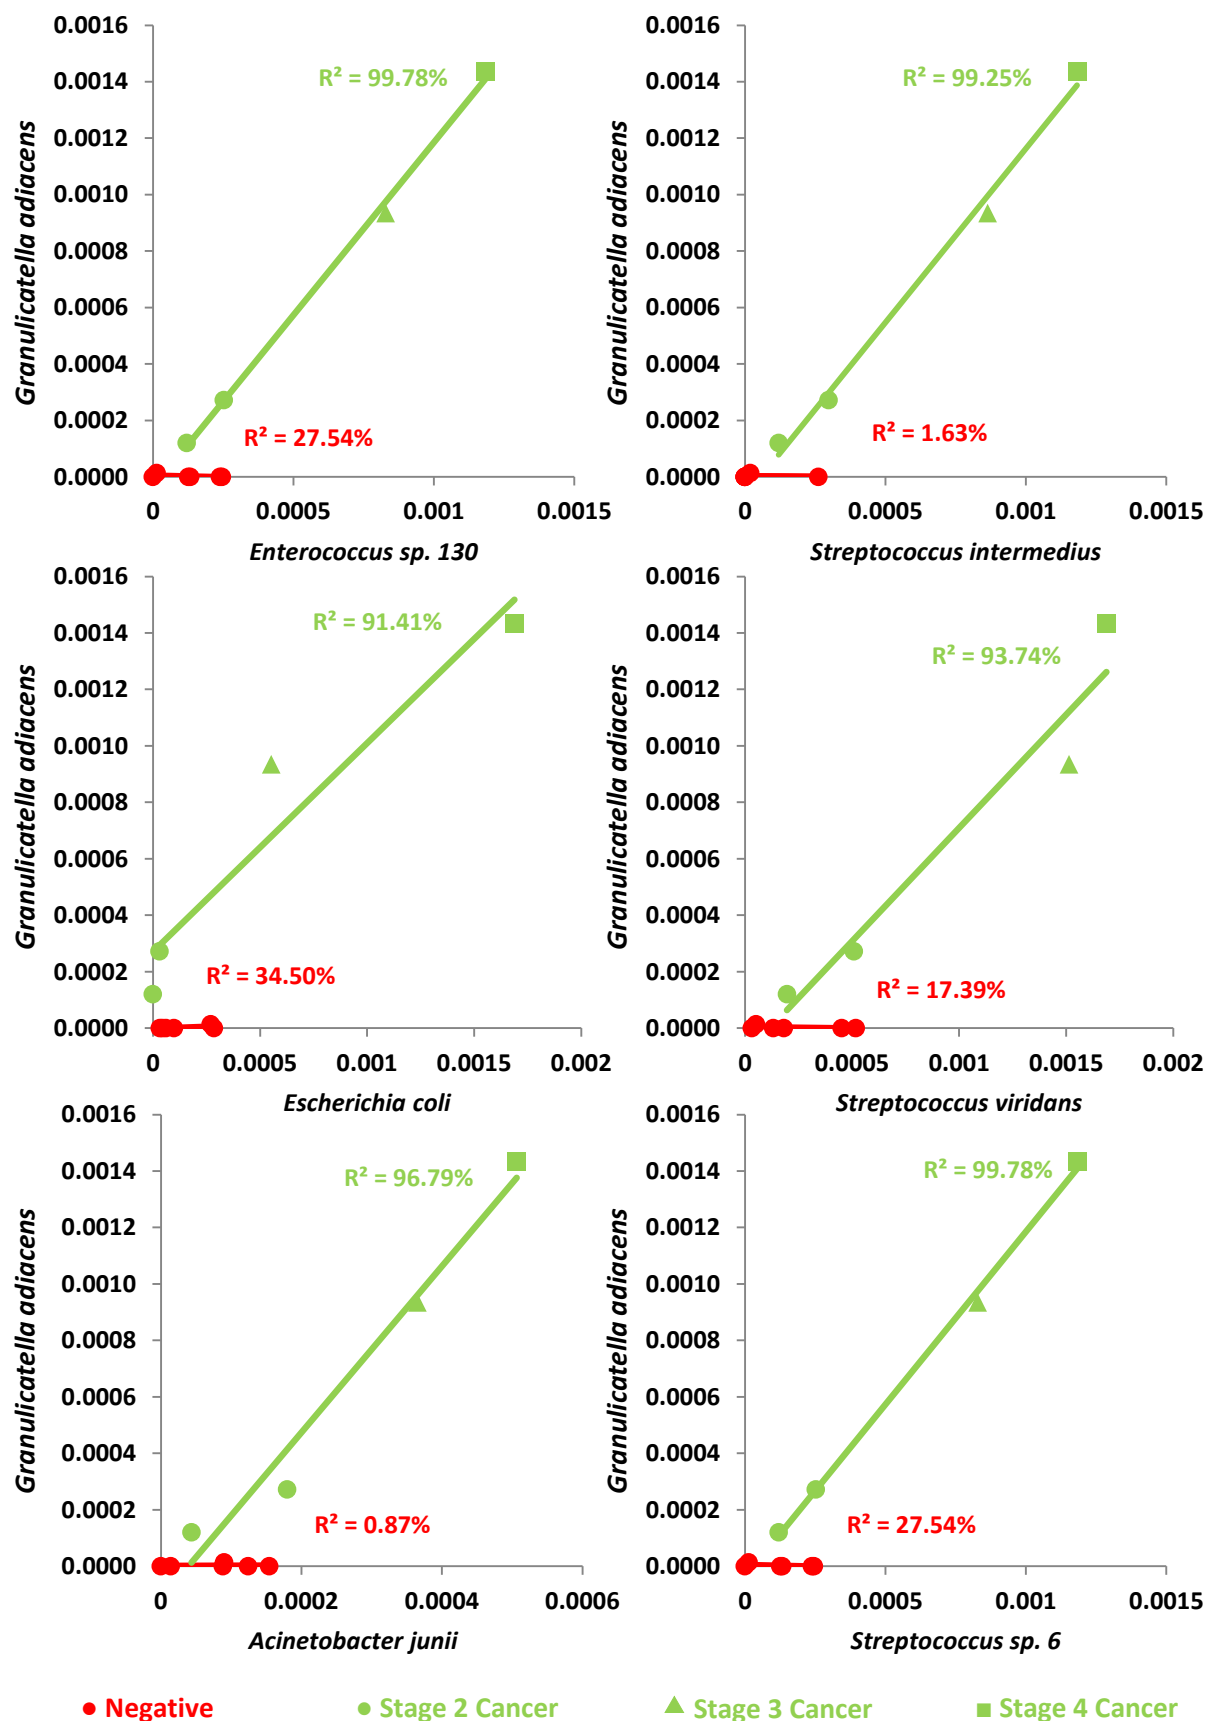 0.0016
0.0014
0.0012
0.0010
0.0008
0.0006
0.0004
0.0002
0.0000
Granulicatella adiacens
R² = 99.78%
R² = 27.54%
0 0.0005 0.001 0.0015
Enterococcus sp. 130
0.0016
0.0014
0.0012
0.0010
0.0008
0.0006
0.0004
0.0002
0.0000
Granulicatella adiacens
R² = 99.25%
R² = 1.63%
0 0.0005 0.001 0.0015
Streptococcus intermedius
0.0016
0.0014
0.0012
0.0010
0.0008
0.0006
0.0004
0.0002
0.0000
Granulicatella adiacens
R² = 91.41%
R² = 34.50%
0 0.0005 0.001 0.0015 0.002
Escherichia coli
0.0016
0.0014
0.0012
0.0010
0.0008
0.0006
0.0004
0.0002
0.0000
Granulicatella adiacens
R² = 93.74%
R² = 17.39%
0 0.0005 0.001 0.0015 0.002
Streptococcus viridans
0.0016
0.0014
0.0012
0.0010
0.0008
0.0006
0.0004
0.0002
0.0000
Granulicatella adiacens
R² = 96.79%
R² = 0.87%
0 0.0002 0.0004 0.0006
Acinetobacter junii
0.0016
0.0014
0.0012
0.0010
0.0008
0.0006
0.0004
0.0002
0.0000
Granulicatella adiacens
R² = 99.78%
R² = 27.54%
0 0.0005 0.001 0.0015
Streptococcus sp. 6
Negative Stage 2 Cancer Stage 3 Cancer Stage 4 Cancer